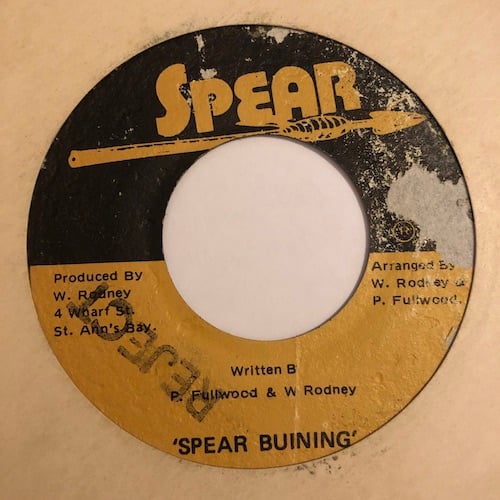 SPEAR
Produced By
W. Rodney
4 Wharf St.
St. Ann's Bay.
Arranged By
W. Rodney &
P. Fullwood.
REJECT
Written B
P. Fullwood & W Rodney
'SPEAR BUINING'